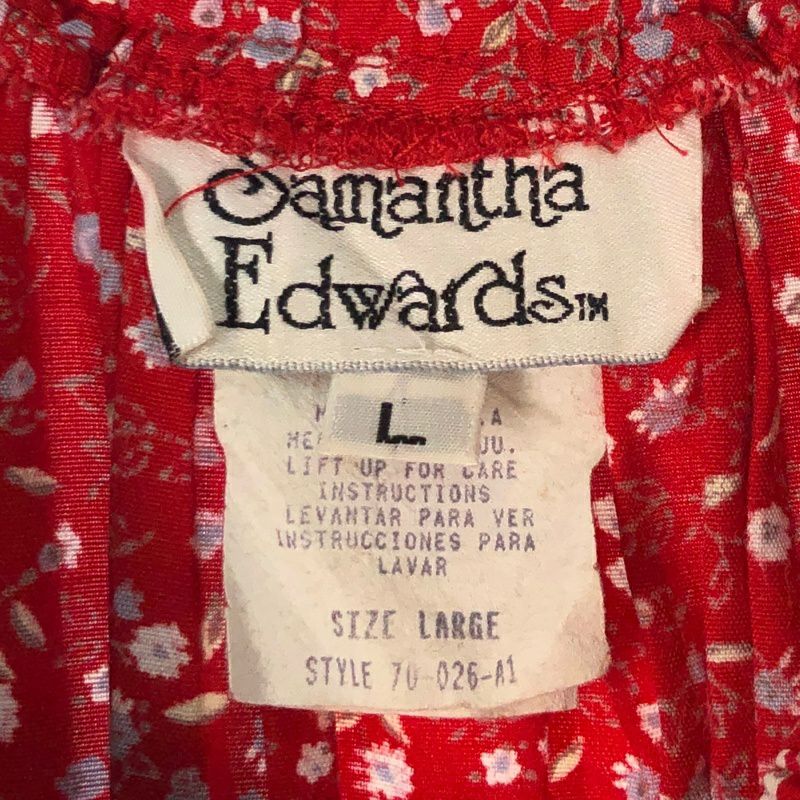 Samantha
Edwards™
L
LIFT UP FOR CARE
INSTRUCTIONS
LEVANTAR PARA VER
INSTRUCCIONES PARA
LAVAR
SIZE LARGE
STYLE 70-026-A1